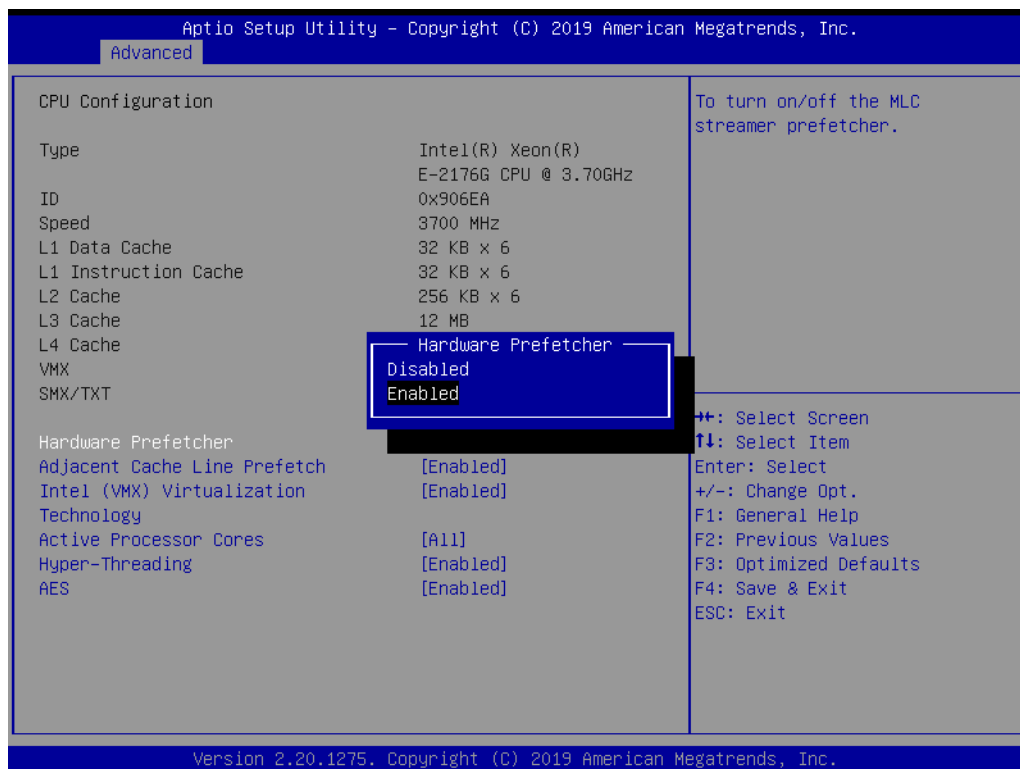 Aptio Setup Utility – Copyright (C) 2019 American Megatrends, Inc.
Advanced
CPU Configuration
Type Intel(R) Xeon(R)
E-2176G CPU @ 3.70GHz
ID 0x906EA
Speed 3700 MHz
L1 Data Cache 32 KB x 6
L1 Instruction Cache 32 KB x 6
L2 Cache 256 KB x 6
L3 Cache 12 MB
L4 Cache
VMX
SMX/TXT
Hardware Prefetcher
Disabled
Enabled
Hardware Prefetcher
Adjacent Cache Line Prefetch [Enabled]
Intel (VMX) Virtualization [Enabled]
Technology
Active Processor Cores [All]
Hyper-Threading [Enabled]
AES [Enabled]
To turn on/off the MLC
streamer prefetcher.
→←: Select Screen
↑↓: Select Item
Enter: Select
+/-: Change Opt.
F1: General Help
F2: Previous Values
F3: Optimized Defaults
F4: Save & Exit
ESC: Exit
Version 2.20.1275. Copyright (C) 2019 American Megatrends, Inc.